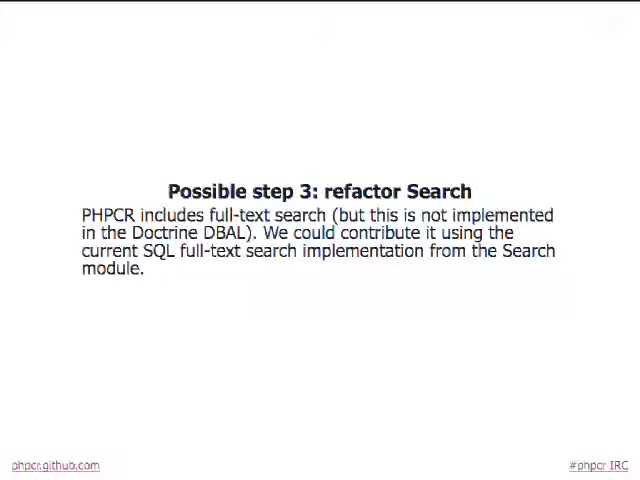 Possible step 3: refactor Search
PHPCR includes full-text search (but this is not implemented
in the Doctrine DBAL). We could contribute it using the
current SQL full-text search implementation from the Search
module.
phpcr.github.com
#phpcr IRC